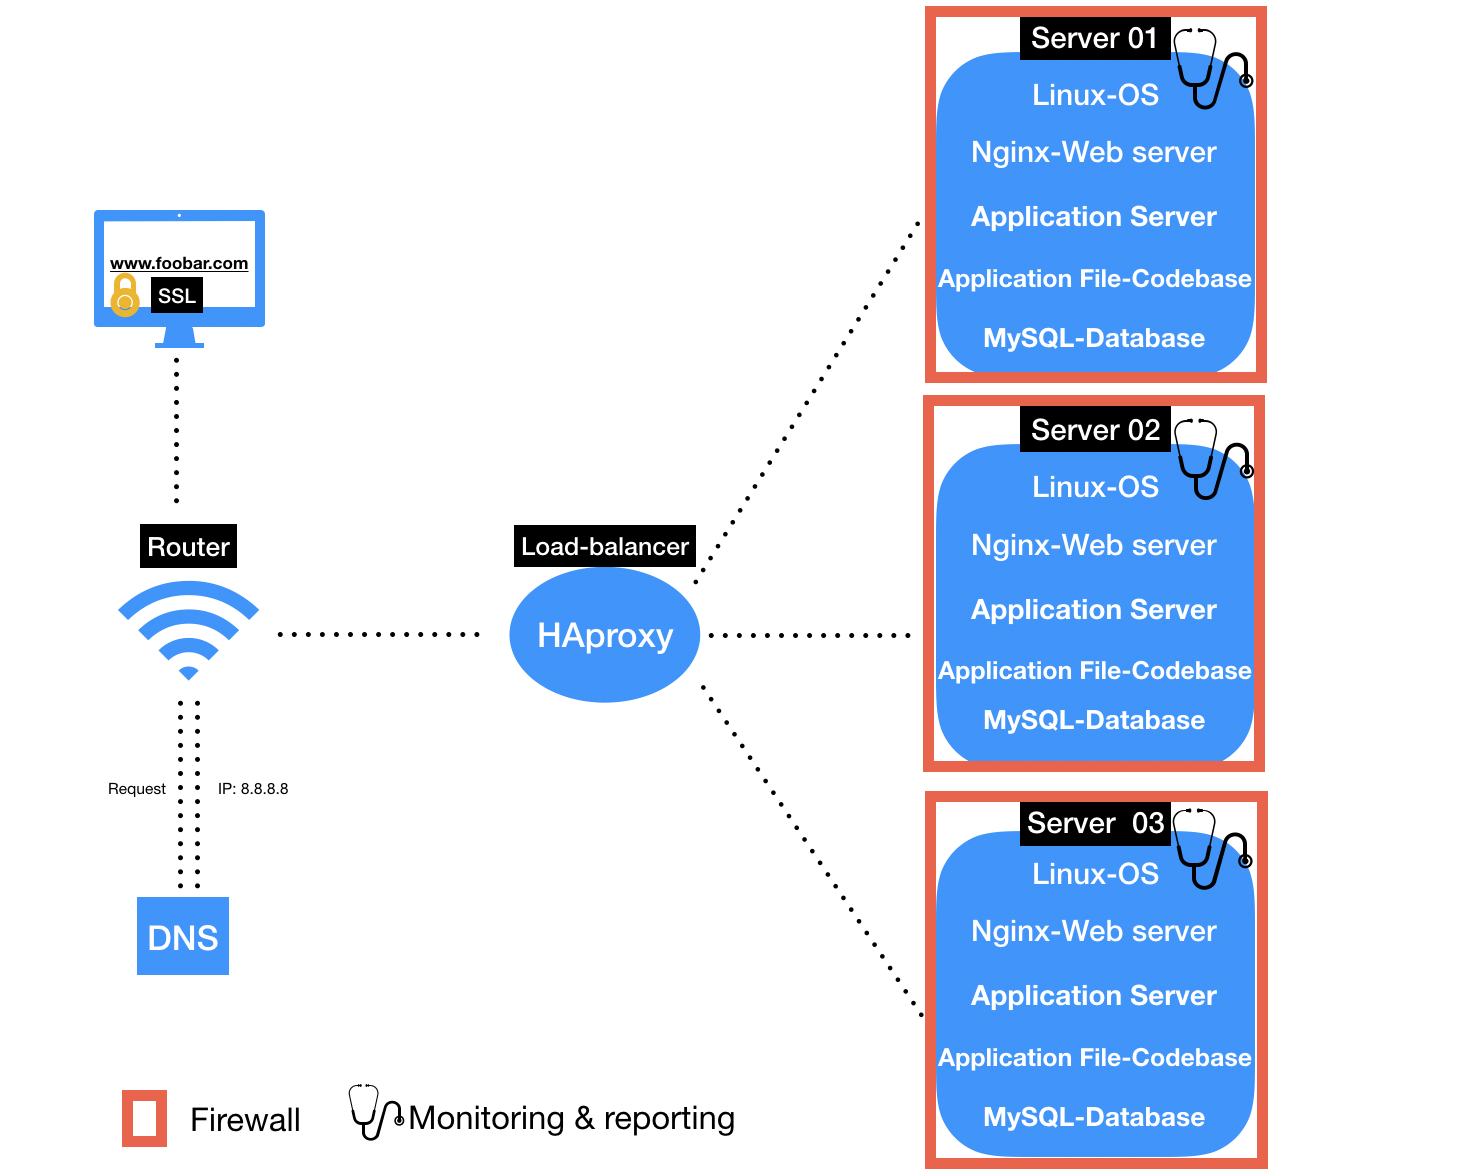 www.foobar.com
SSL
Router
Request
IP: 8.8.8.8
DNS
Load-balancer
HAproxy
Server 01
Linux-OS
Nginx-Web server
Application Server
Application File-Codebase
MySQL-Database
Server 02
Linux-OS
Nginx-Web server
Application Server
Application File-Codebase
MySQL-Database
Server 03
Linux-OS
Nginx-Web server
Application Server
Application File-Codebase
MySQL-Database
Firewall
Monitoring & reporting